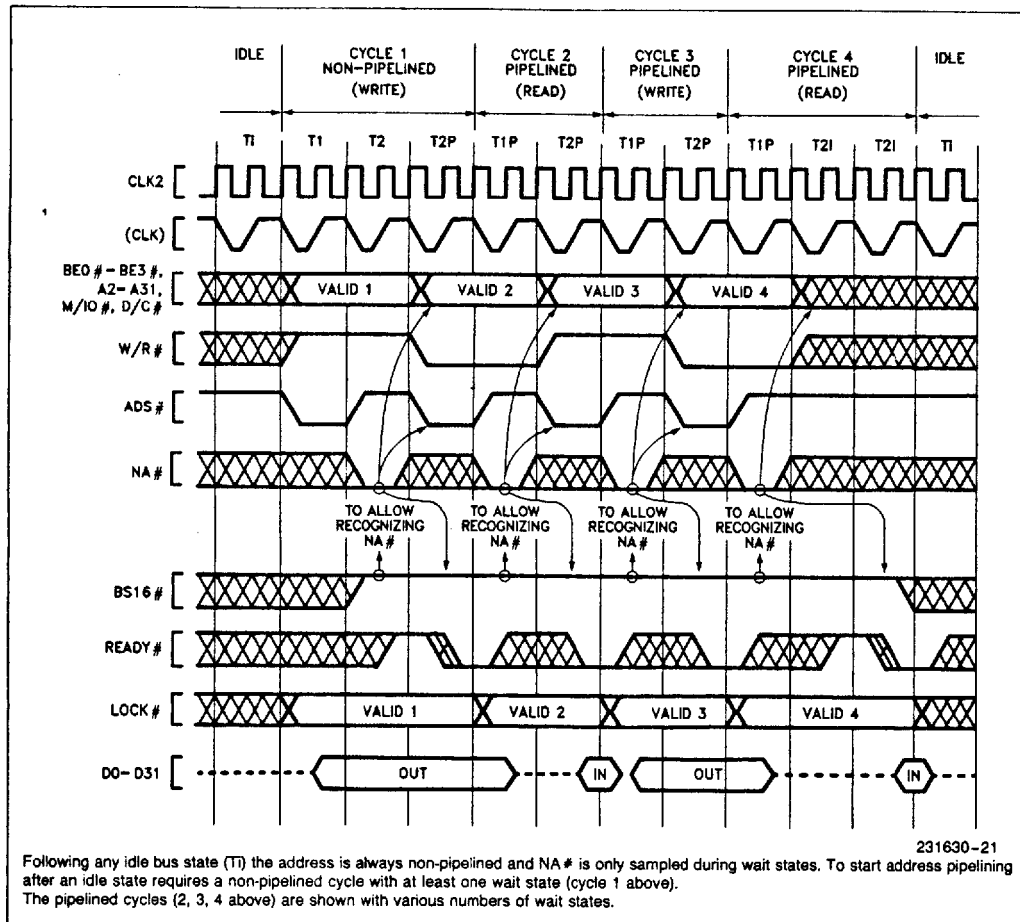 IDLE CYCLE 1 CYCLE 2 CYCLE 3 CYCLE 4 IDLE
NON-PIPELINED PIPELINED PIPELINED PIPELINED
(WRITE) (READ) (WRITE) (READ)
Ti T1 T2 T2P T1P T2P T1P T2P T1P T2I T2I Ti
CLK2
(CLK)
BE0#-BE3#,
A2-A31,
M/IO#, D/C#
VALID 1 VALID 2 VALID 3 VALID 4
W/R#
ADS#
NA#
TO ALLOW TO ALLOW TO ALLOW TO ALLOW
RECOGNIZING RECOGNIZING RECOGNIZING RECOGNIZING
NA# NA# NA# NA#
BS16#
READY#
LOCK# VALID 1 VALID 2 VALID 3 VALID 4
D0-D31 OUT IN OUT IN
231630-21
Following any idle bus state (Ti) the address is always non-pipelined and NA# is only sampled during wait states. To start address pipelining
after an idle state requires a non-pipelined cycle with at least one wait state (cycle 1 above).
The pipelined cycles (2, 3, 4 above) are shown with various numbers of wait states.